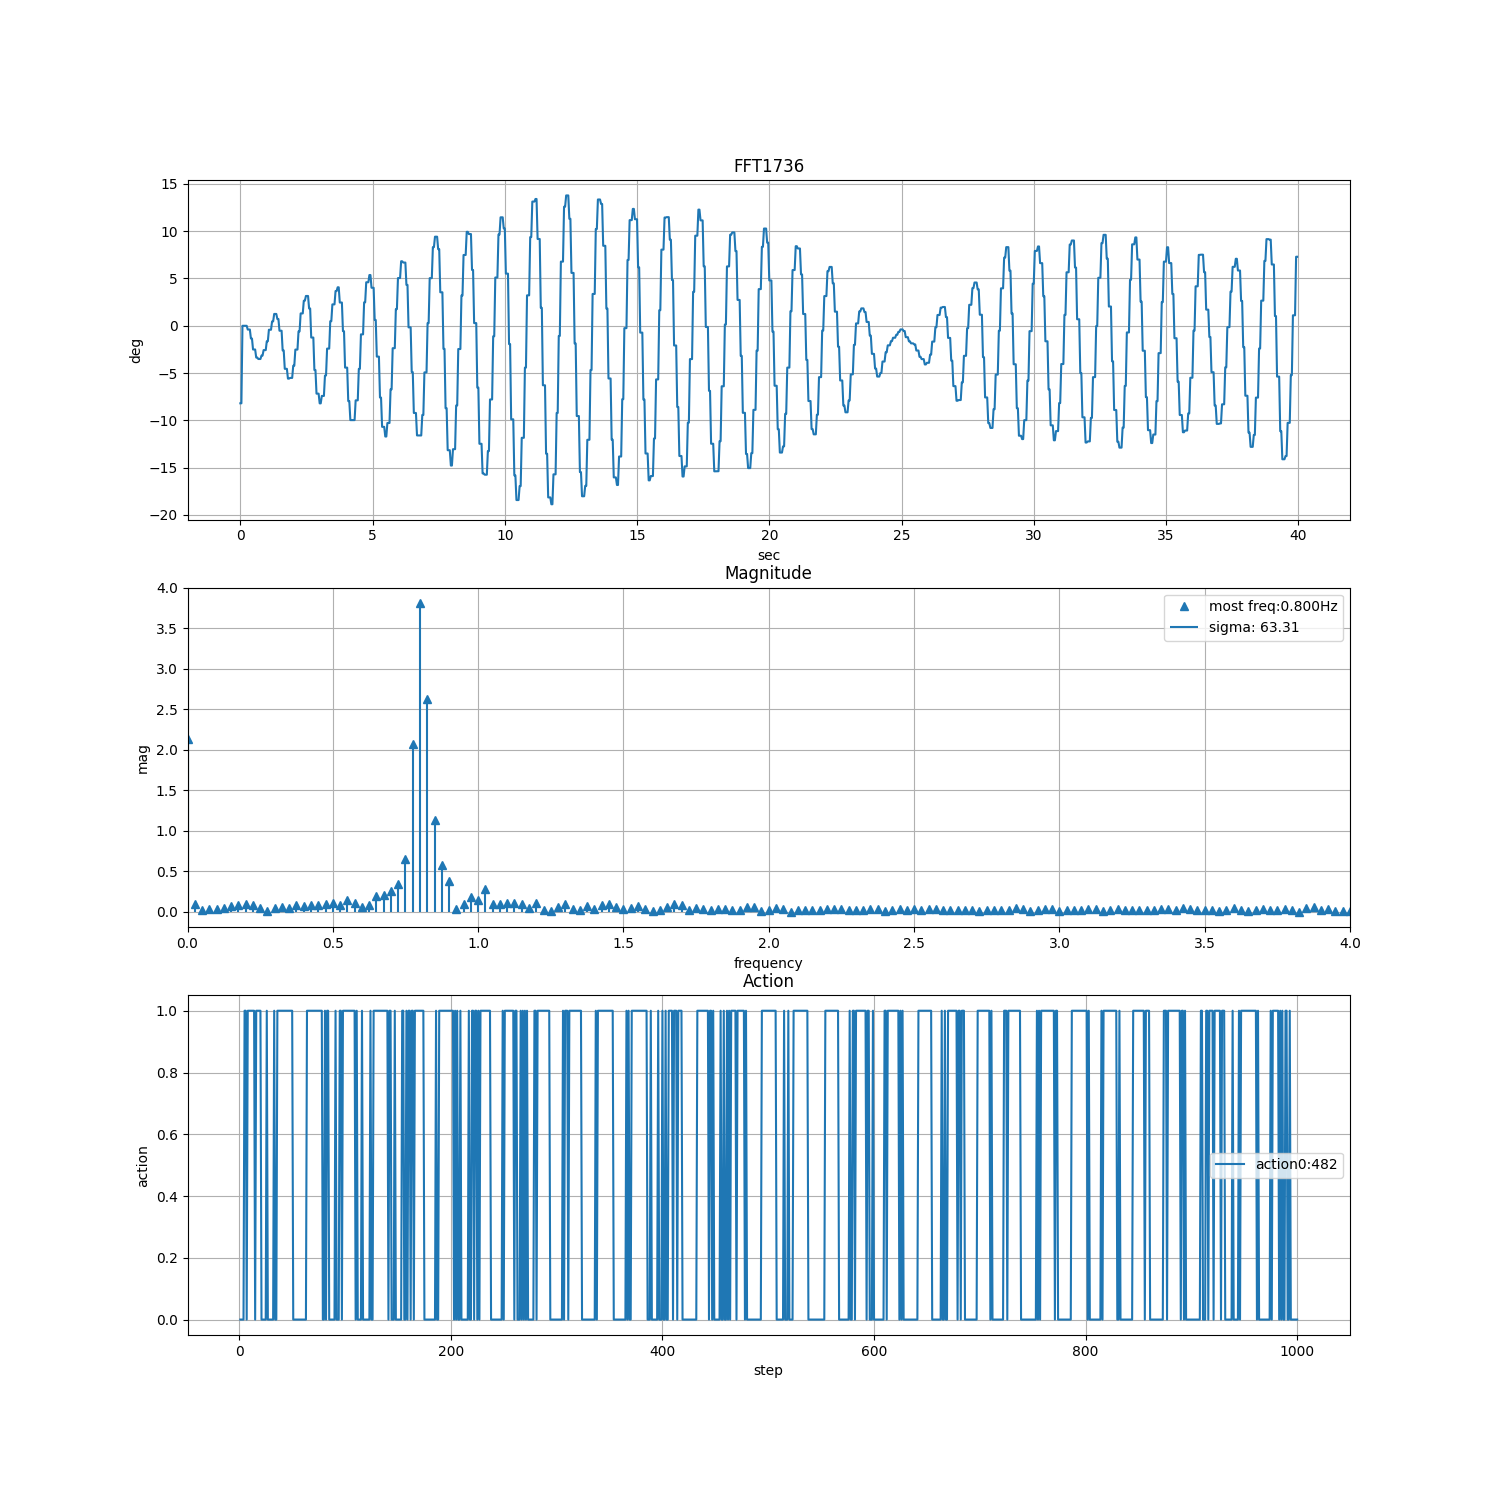 FFT1736
15
10
5
0
−5
−10
−15
−20
deg
0 5 10 15 20 25 30 35 40
sec
Magnitude
4.0
3.5
3.0
2.5
2.0
1.5
1.0
0.5
0.0
mag
most freq:0.800Hz
sigma: 63.31
0.0 0.5 1.0 1.5 2.0 2.5 3.0 3.5 4.0
frequency
Action
1.0
0.8
0.6
0.4
0.2
0.0
action
action0:482
0 200 400 600 800 1000
step